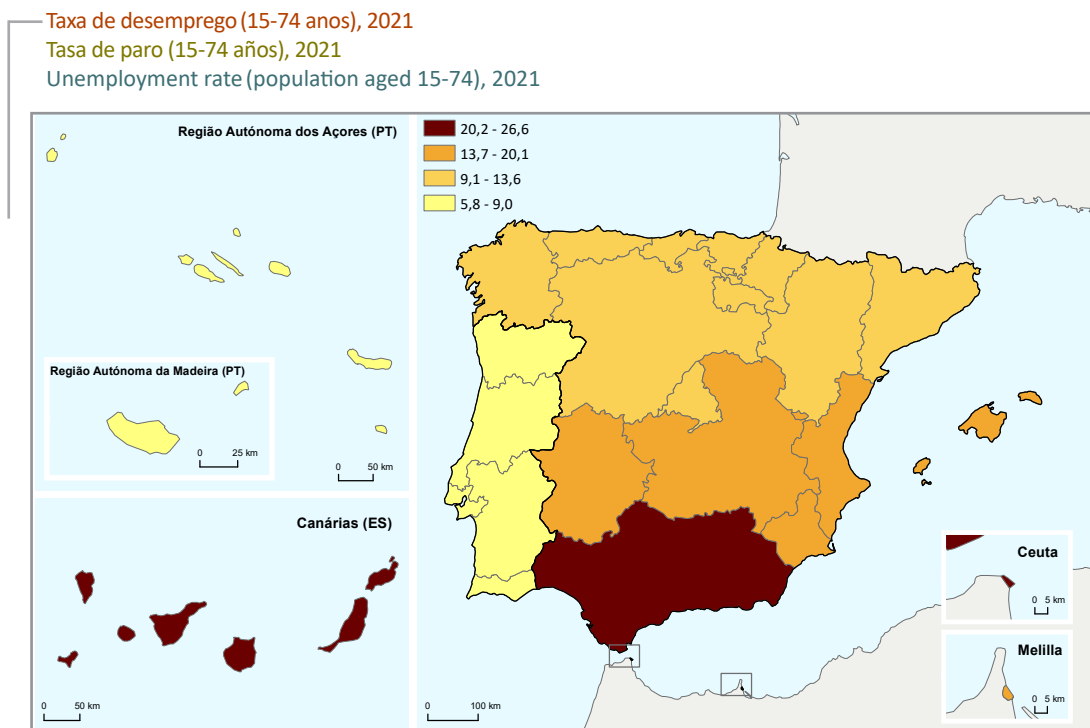 Taxa de desemprego (15-74 anos), 2021
Tasa de paro (15-74 años), 2021
Unemployment rate (population aged 15-74), 2021
Região Autónoma dos Açores (PT)
20,2 - 26,6
13,7 - 20,1
9,1 - 13,6
5,8 - 9,0
Região Autónoma da Madeira (PT)
0 25 km
0 50 km
Canárias (ES)
0 50 km
0 100 km
Ceuta
0 5 km
Melilla
0 5 km